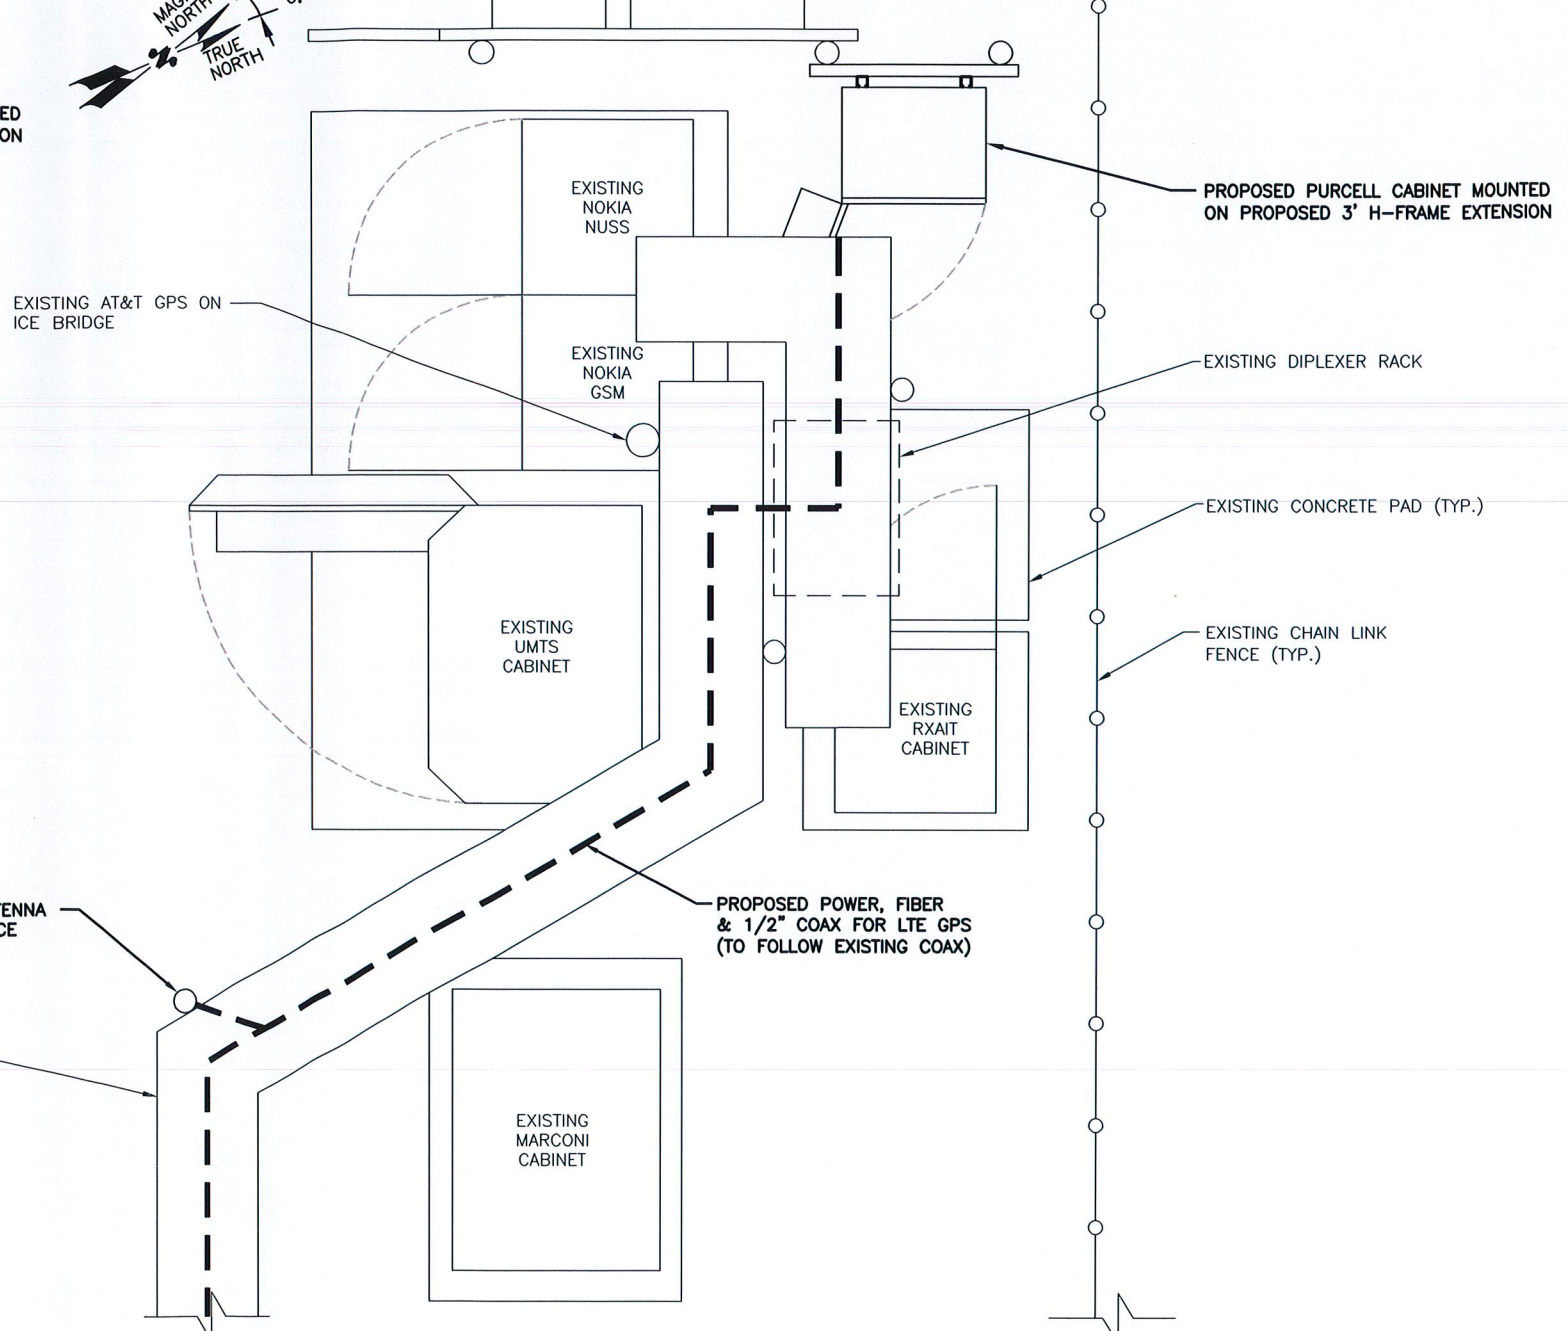 NORTH
TRUE
NORTH
ED
ON
EXISTING
NOKIA
NUSS
PROPOSED PURCELL CABINET MOUNTED
ON PROPOSED 3' H-FRAME EXTENSION
EXISTING AT&T GPS ON
ICE BRIDGE
EXISTING
NOKIA
GSM
EXISTING DIPLEXER RACK
EXISTING CONCRETE PAD (TYP.)
EXISTING
UMTS
CABINET
EXISTING CHAIN LINK
FENCE (TYP.)
EXISTING
RXAIT
CABINET
PROPOSED POWER, FIBER
& 1/2" COAX FOR LTE GPS
(TO FOLLOW EXISTING COAX)
TENNA
CE
EXISTING
MARCONI
CABINET